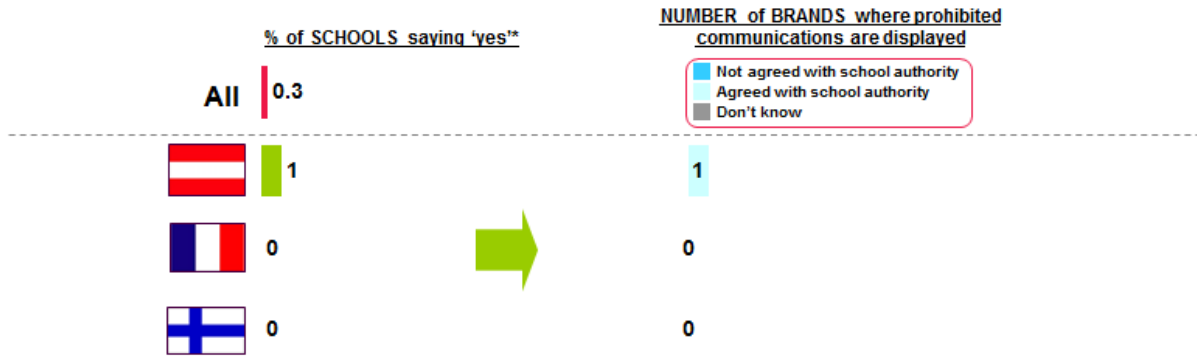 % of SCHOOLS saying ‘yes’*
NUMBER of BRANDS where prohibited
communications are displayed
All
0.3
Not agreed with school authority
Agreed with school authority
Don't know
1
1
0
0
0
0